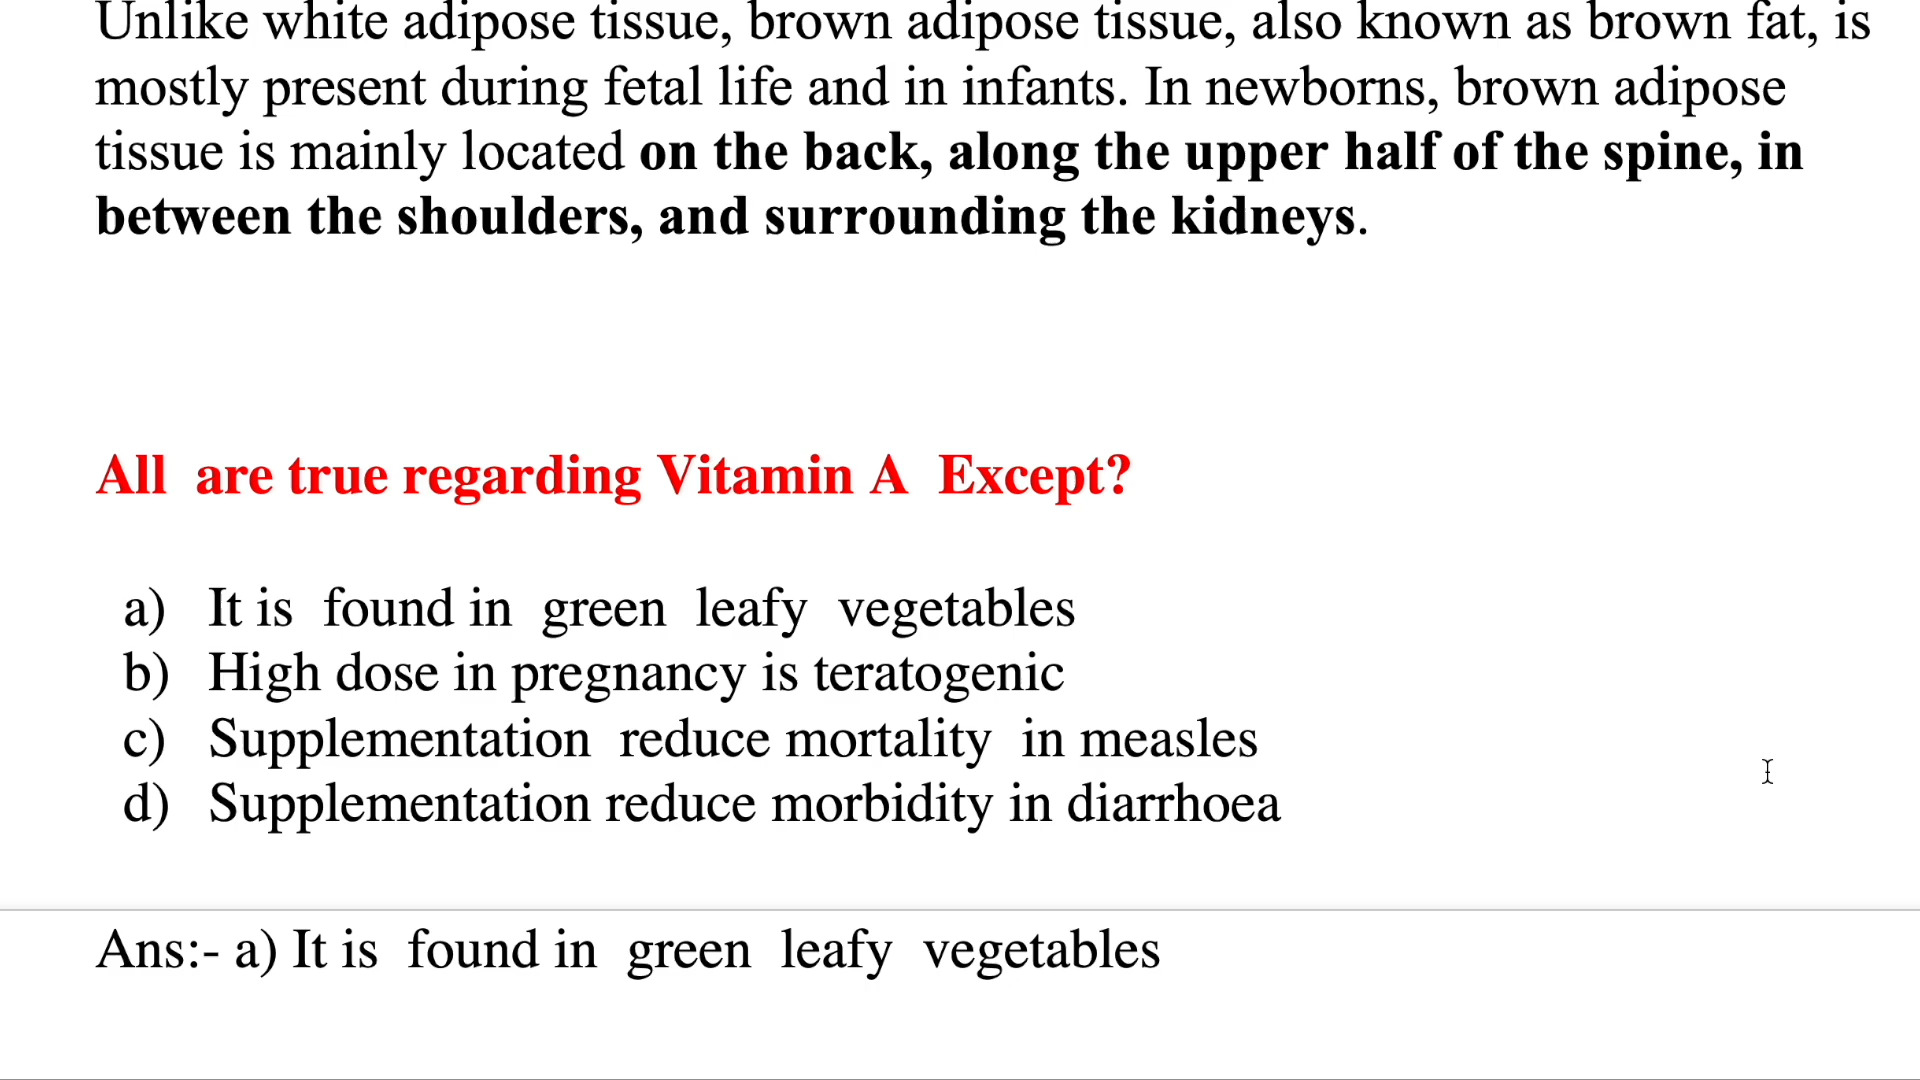 Unlike white adipose tissue, brown adipose tissue, also known as brown fat, is
mostly present during fetal life and in infants. In newborns, brown adipose
tissue is mainly located on the back, along the upper half of the spine, in
between the shoulders, and surrounding the kidneys.
All are true regarding Vitamin A Except?
a) It is found in green leafy vegetables
b) High dose in pregnancy is teratogenic
c) Supplementation reduce mortality in measles
d) Supplementation reduce morbidity in diarrhoea
Ans:- a) It is found in green leafy vegetables